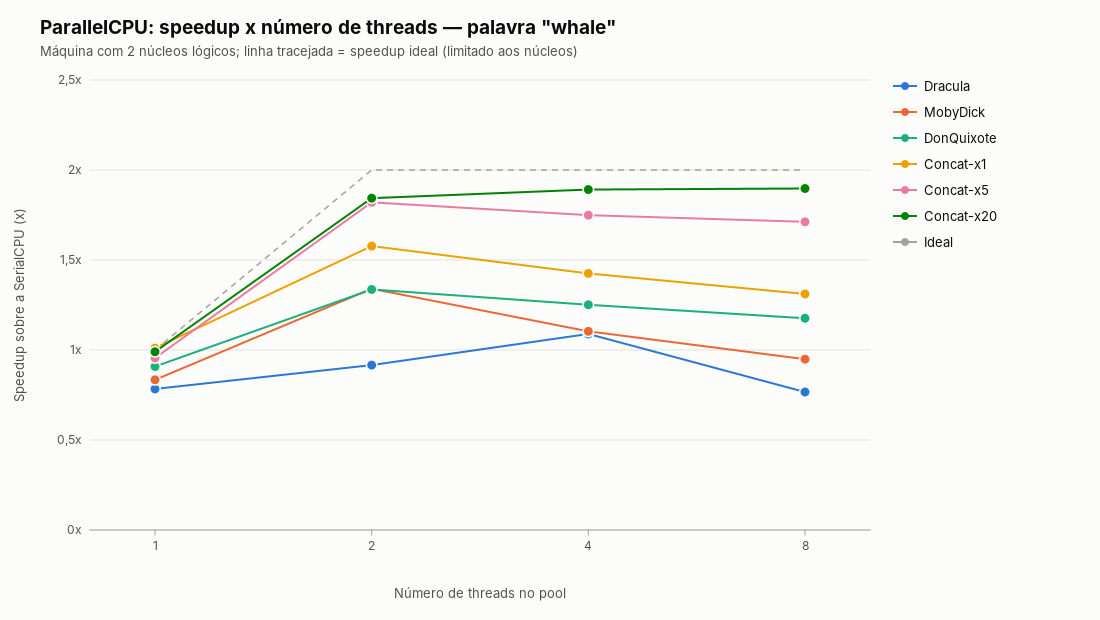 ParallelCPU: speedup x número de threads — palavra "whale"
Máquina com 2 núcleos lógicos; linha tracejada = speedup ideal (limitado aos núcleos)
2,5x
2x
1,5x
1x
0,5x
0x
Speedup sobre a SerialCPU (x)
1
2
4
8
Número de threads no pool
Dracula
MobyDick
DonQuixote
Concat-x1
Concat-x5
Concat-x20
Ideal